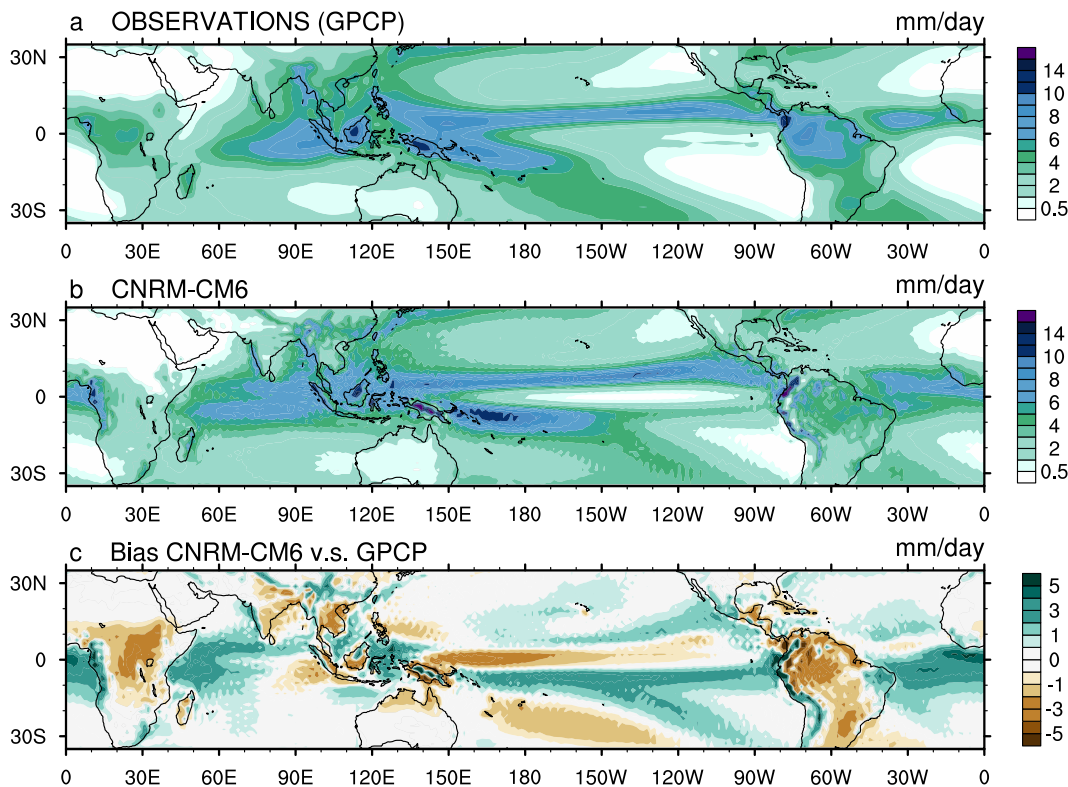 a OBSERVATIONS (GPCP) mm/day
30N
0
30S
0 30E 60E 90E 120E 150E 180 150W 120W 90W 60W 30W 0
14
10
8
6
4
2
0.5
b CNRM-CM6 mm/day
30N
0
30S
0 30E 60E 90E 120E 150E 180 150W 120W 90W 60W 30W 0
14
10
8
6
4
2
0.5
c Bias CNRM-CM6 v.s. GPCP mm/day
30N
0
30S
0 30E 60E 90E 120E 150E 180 150W 120W 90W 60W 30W 0
5
3
1
0
-1
-3
-5